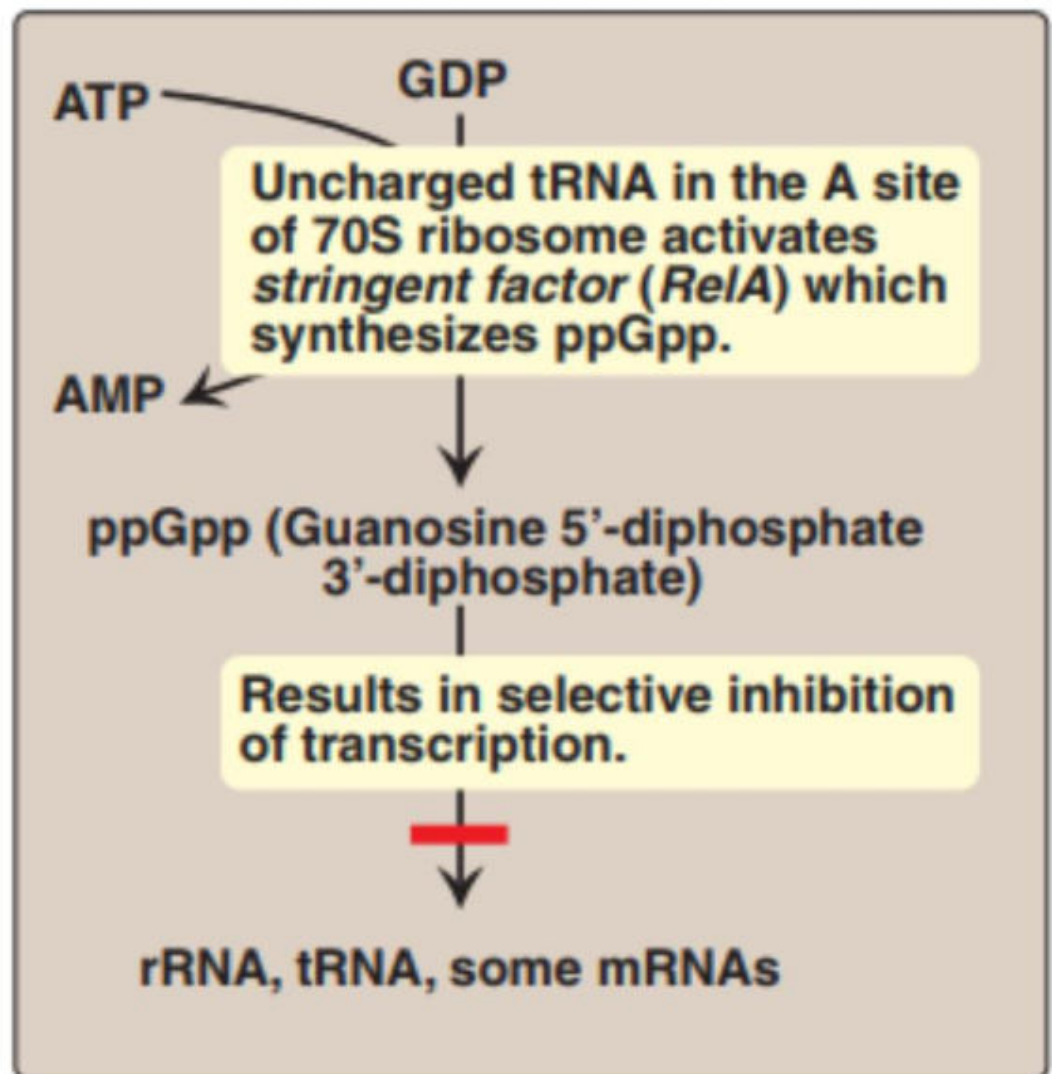 ATP
GDP
Uncharged tRNA in the A site
of 70S ribosome activates
stringent factor (RelA) which
synthesizes ppGpp.
AMP
ppGpp (Guanosine 5’-diphosphate
3’-diphosphate)
Results in selective inhibition
of transcription.
rRNA, tRNA, some mRNAs